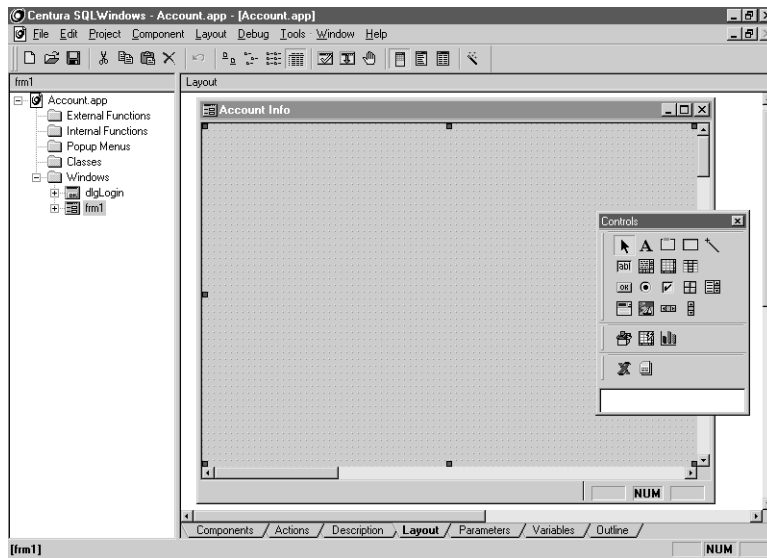 Centura SQLWindows - Account.app - [Account.app]
File Edit Project Component Layout Debug Tools Window Help
frm1
Layout
Account.app
External Functions
Internal Functions
Popup Menus
Classes
Windows
dlgLogin
frm1
Account Info
Controls
A
abl
OK
NUM
Components Actions Description Layout Parameters Variables Outline
[frm1]
NUM